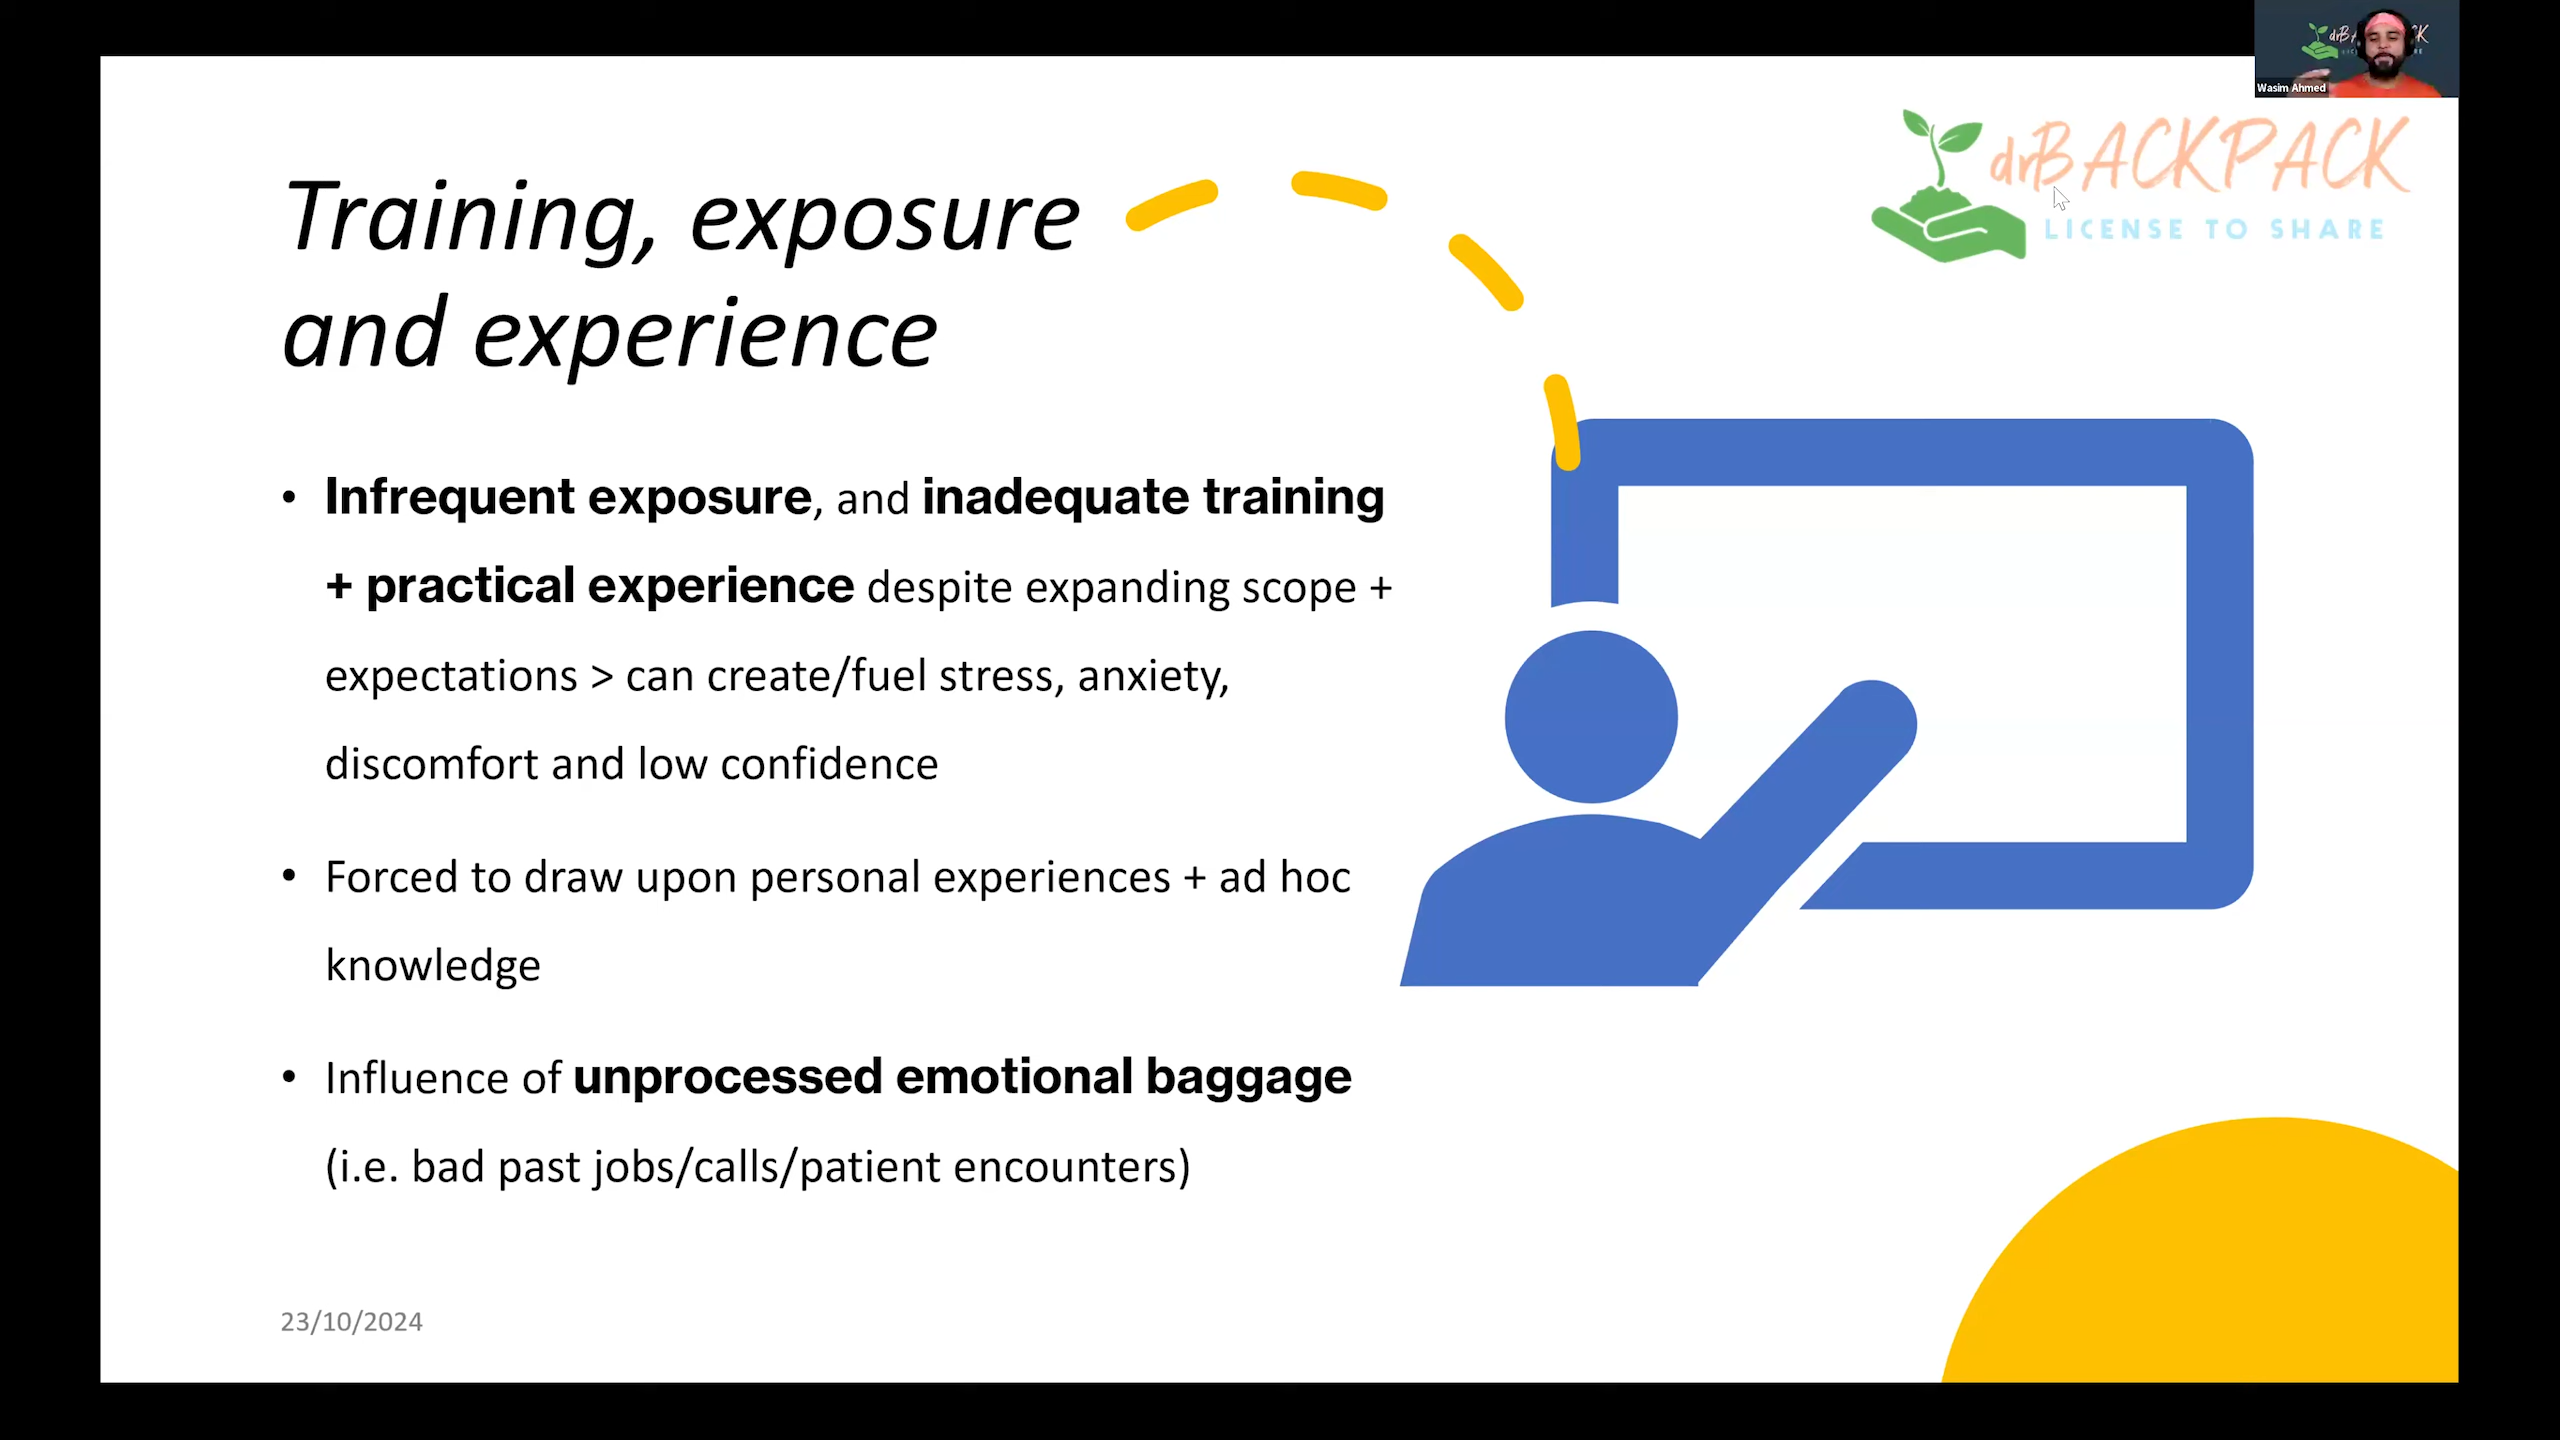 Wasim Ahmed
drBACKPACK
LICENSE TO SHARE
Training, exposure
and experience
• Infrequent exposure, and inadequate training
+ practical experience despite expanding scope +
expectations > can create/fuel stress, anxiety,
discomfort and low confidence
• Forced to draw upon personal experiences + ad hoc
knowledge
• Influence of unprocessed emotional baggage
(i.e. bad past jobs/calls/patient encounters)
23/10/2024